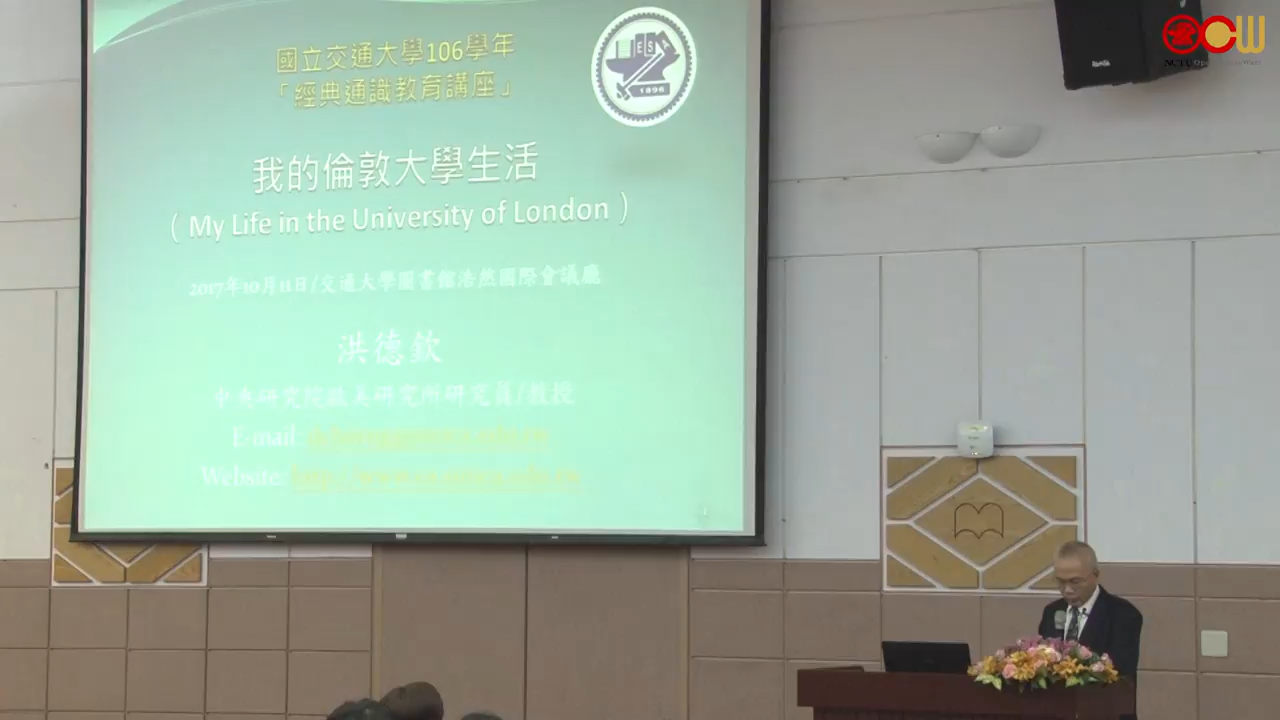 國立交通大學106學年
「經典通識教育講座」
我的倫敦大學生活
( My Life in the University of London )
2017年10月11日/交通大學圖書館浩然國際會議廳
洪德欽
中央研究院歐美研究所研究員/教授
E-mail:
Website:
1896
OCW
NCTU OpenCourseWare